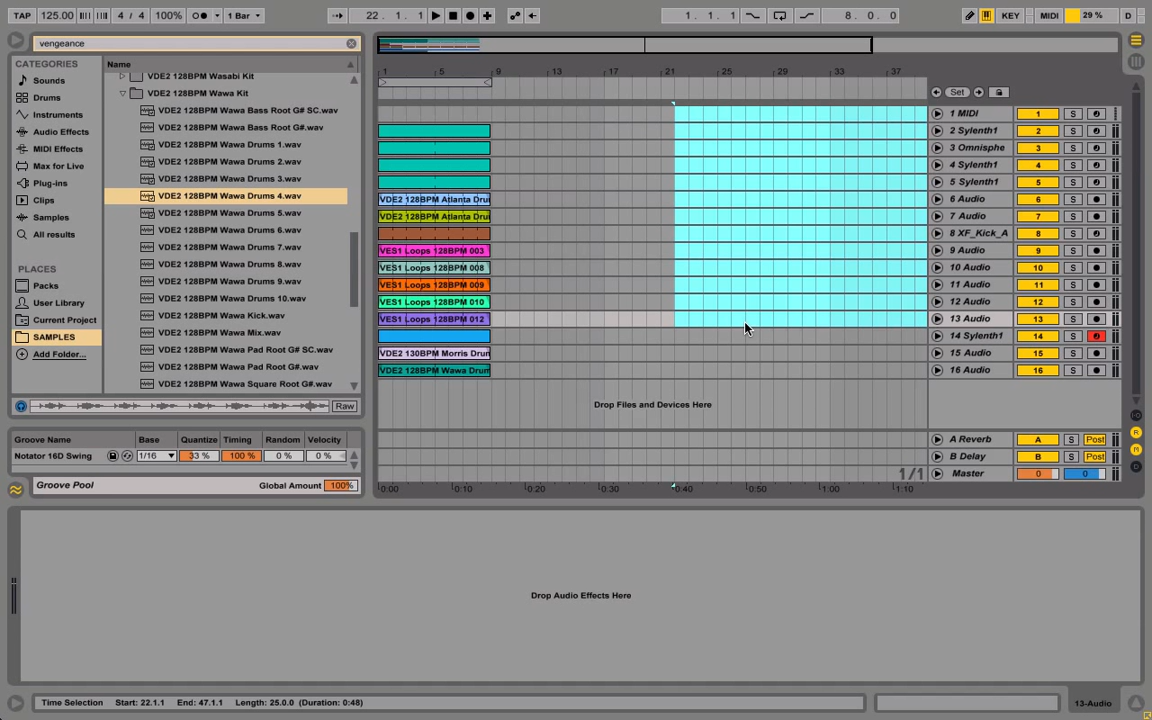 TAP 125.00 4 / 4 100% 1 Bar 22. 1. 1 1. 1. 1 8. 0. 0 KEY MIDI 29 % D
vengeance
CATEGORIES
Sounds
Drums
Instruments
Audio Effects
MIDI Effects
Max for Live
Plug-ins
Clips
Samples
All results
PLACES
Packs
User Library
Current Project
SAMPLES
Add Folder...
Name
VDE2 128BPM Wasabi Kit
VDE2 128BPM Wawa Kit
VDE2 128BPM Wawa Bass Root G# SC.wav
VDE2 128BPM Wawa Bass Root G#.wav
VDE2 128BPM Wawa Drums 1.wav
VDE2 128BPM Wawa Drums 2.wav
VDE2 128BPM Wawa Drums 3.wav
VDE2 128BPM Wawa Drums 4.wav
VDE2 128BPM Wawa Drums 5.wav
VDE2 128BPM Wawa Drums 6.wav
VDE2 128BPM Wawa Drums 7.wav
VDE2 128BPM Wawa Drums 8.wav
VDE2 128BPM Wawa Drums 9.wav
VDE2 128BPM Wawa Drums 10.wav
VDE2 128BPM Wawa Kick.wav
VDE2 128BPM Wawa Mix.wav
VDE2 128BPM Wawa Pad Root G# SC.wav
VDE2 128BPM Wawa Pad Root G#.wav
VDE2 128BPM Wawa Square Root G#.wav
Raw
Groove Name Base Quantize Timing Random Velocity
Notator 16D Swing 1/16 33 % 100 % 0 % 0 %
Groove Pool Global Amount 100%
1 5 9 13 17 21 25 29 33 37
Set
1 MIDI 1 S
2 Sylenth1 2 S
3 Omnisphe 3 S
4 Sylenth1 4 S
5 Sylenth1 5 S
VDE2 128BPM Atlanta Dru 6 Audio 6 S
VDE2 128BPM Atlanta Dru 7 Audio 7 S
8 XF_Kick_A 8 S
VES1 Loops 128BPM 003 9 Audio 9 S
VES1 Loops 128BPM 008 10 Audio 10 S
VES1 Loops 128BPM 009 11 Audio 11 S
VES1 Loops 128BPM 010 12 Audio 12 S
VES1 Loops 128BPM 012 13 Audio 13 S
14 Sylenth1 14 S
VDE2 130BPM Morris Drun 15 Audio 15 S
VDE2 128BPM Wawa Drum 16 Audio 16 S
Drop Files and Devices Here
A Reverb A S Post
B Delay B S Post
1/1 Master 0 0
0:00 0:10 0:20 0:30 0:40 0:50 1:00 1:10
Drop Audio Effects Here
Time Selection Start: 22.1.1 End: 47.1.1 Length: 25.0.0 (Duration: 0:48)
13-Audio